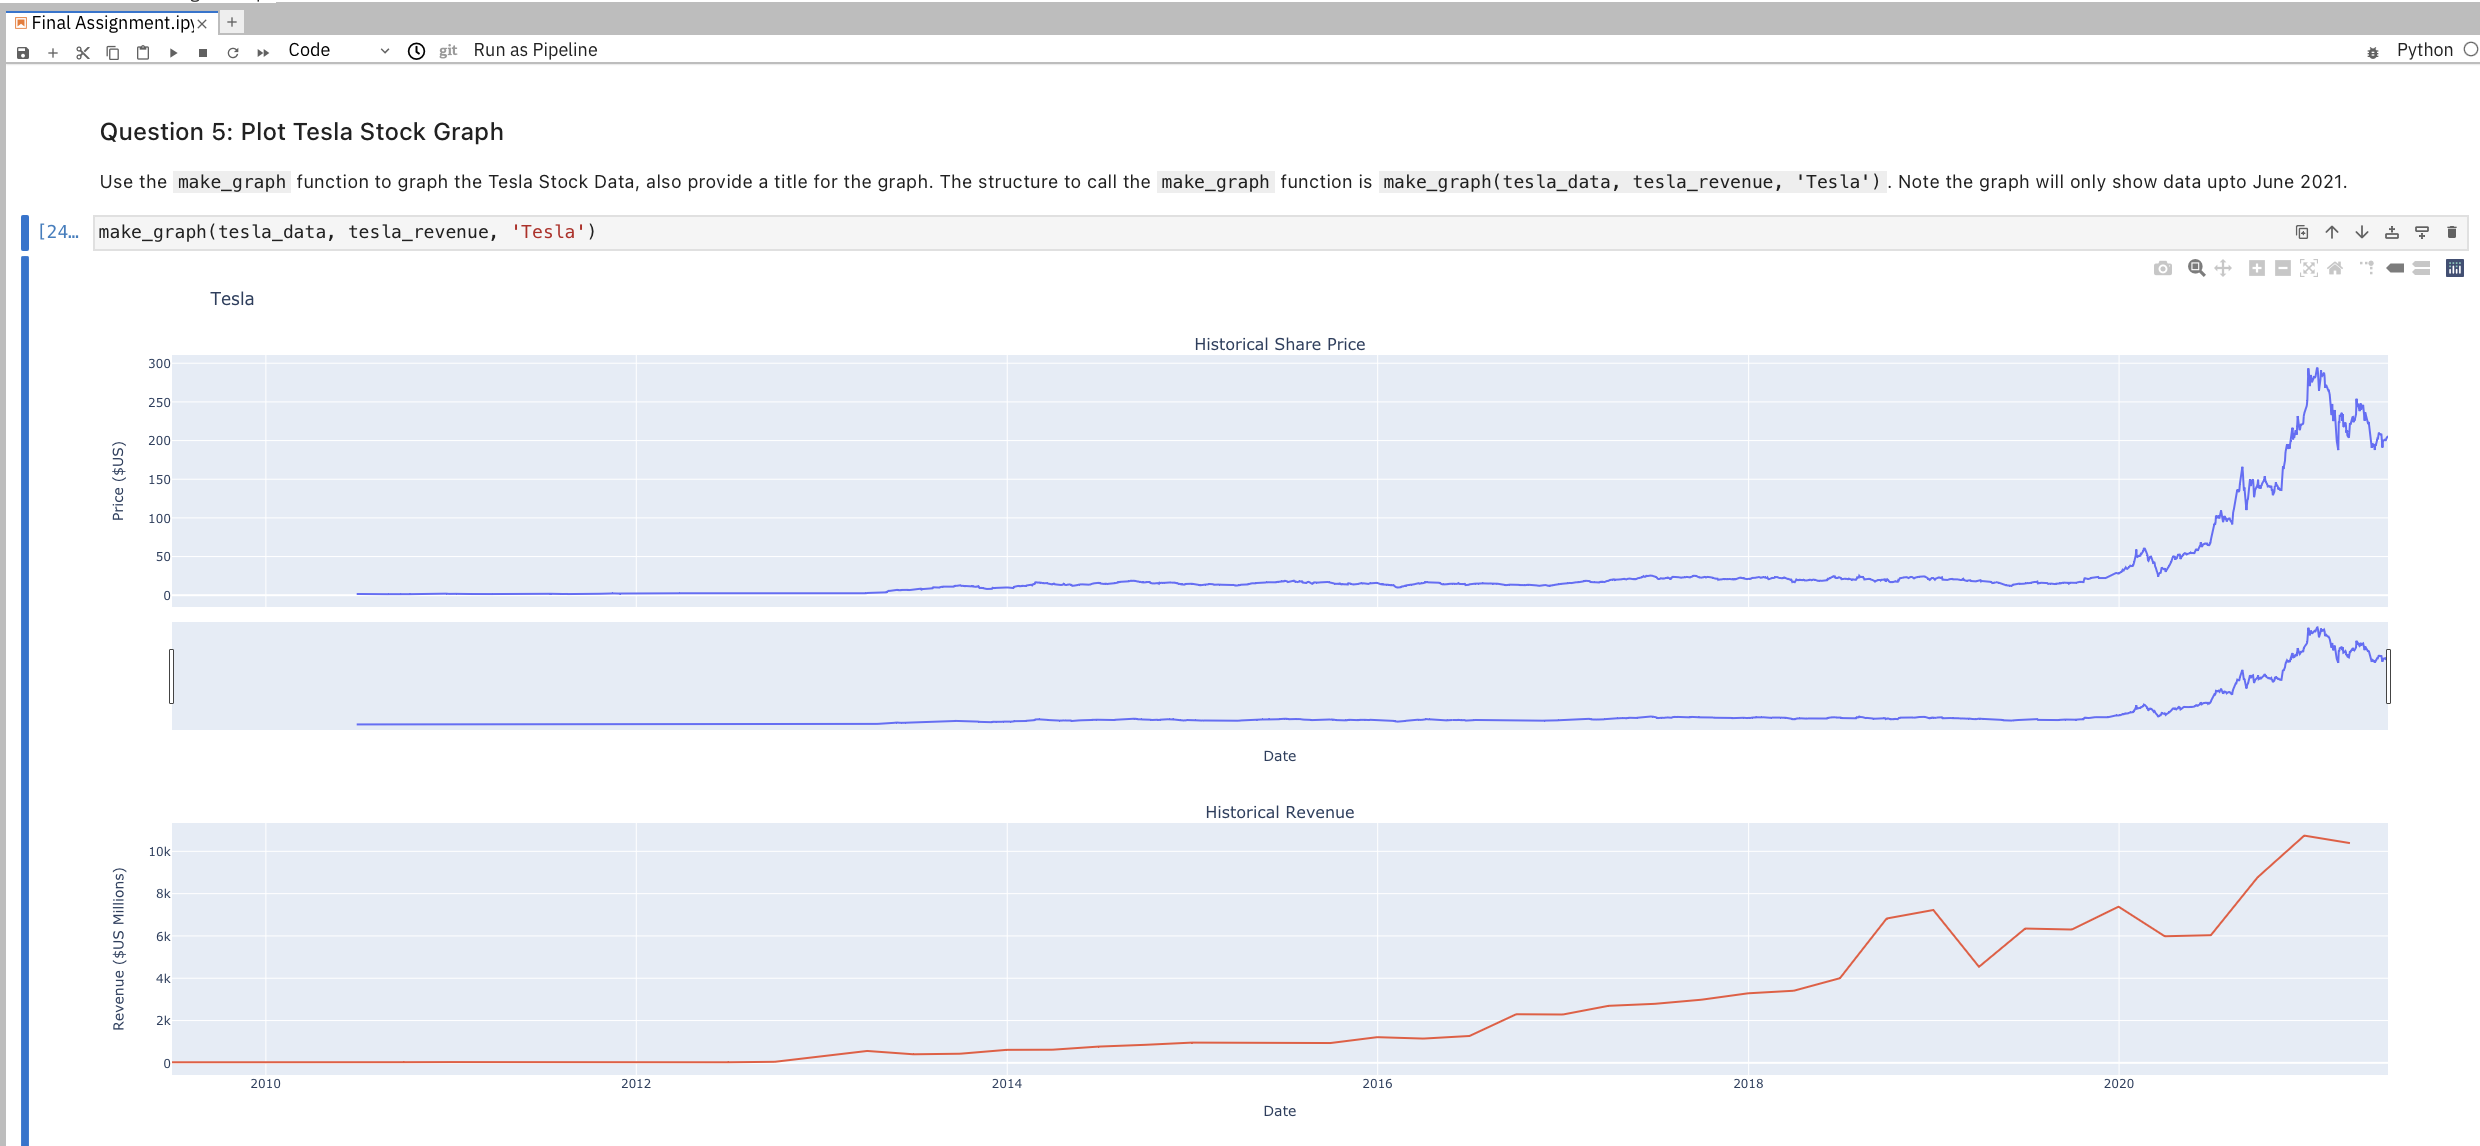 Final Assignment.ipy
Code
git
Run as Pipeline
Python
Question 5: Plot Tesla Stock Graph
Use the make_graph function to graph the Tesla Stock Data, also provide a title for the graph. The structure to call the make_graph function is make_graph(tesla_data, tesla_revenue, 'Tesla'). Note the graph will only show data upto June 2021.
[24…
make_graph(tesla_data, tesla_revenue, 'Tesla')
Tesla
Historical Share Price
300
250
200
150
100
50
0
Price ($US)
Date
Historical Revenue
10k
8k
6k
4k
2k
0
Revenue ($US Millions)
2010 2012 2014 2016 2018 2020
Date